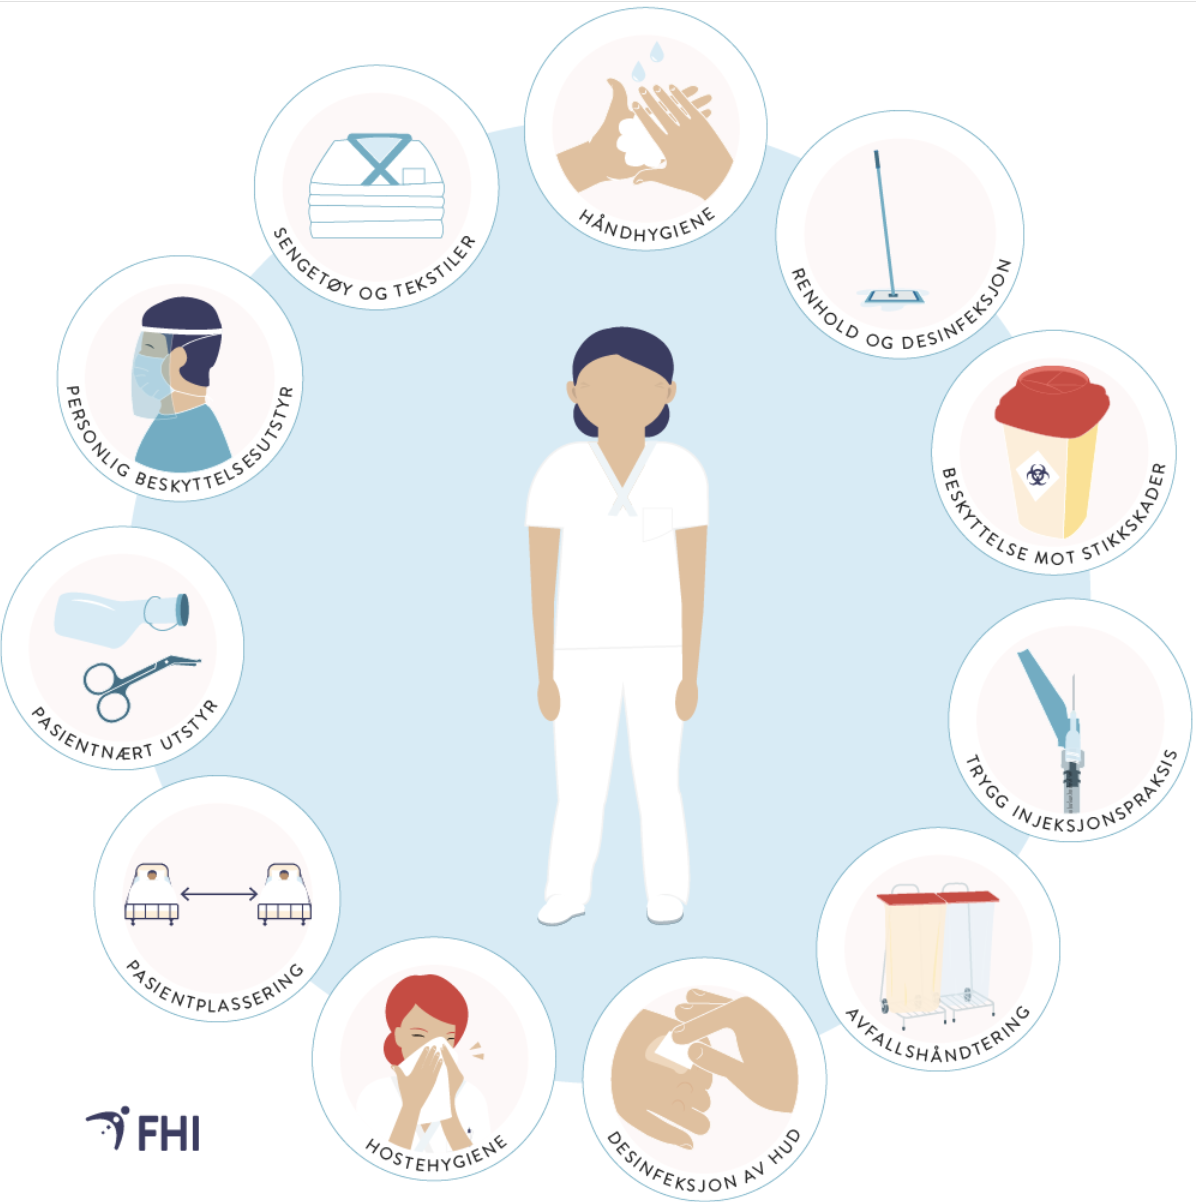 HÅNDHYGIENE
RENHOLD OG DESINFEKSJON
BESKYTTELSE MOT STIKKSKADER
TRYGG INJEKSJONSPRAKSIS
AVFALLSHÅNDTERING
DESINFEKSJON AV HUD
HOSTEHYGIENE
PASIENTPLASSERING
PASIENTNÆRT UTSTYR
PERSONLIG BESKYTTELSESUTSTYR
SENGETØY OG TEKSTILER
FHI